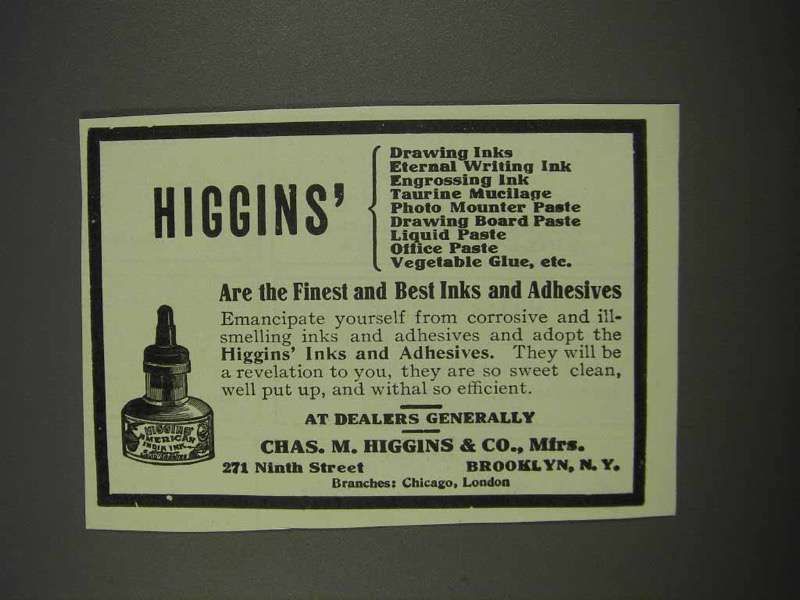 HIGGINS'
Drawing Inks
Eternal Writing Ink
Engrossing Ink
Taurine Mucilage
Photo Mounter Paste
Drawing Board Paste
Liquid Paste
Office Paste
Vegetable Glue, etc.
Are the Finest and Best Inks and Adhesives
Emancipate yourself from corrosive and ill-
smelling inks and adhesives and adopt the
Higgins' Inks and Adhesives. They will be
a revelation to you, they are so sweet clean,
well put up, and withal so efficient.
AT DEALERS GENERALLY
CHAS. M. HIGGINS & CO., Mfrs.
271 Ninth Street BROOKLYN, N. Y.
Branches: Chicago, London
HIGGINS'
AMERICAN
INDIA INK